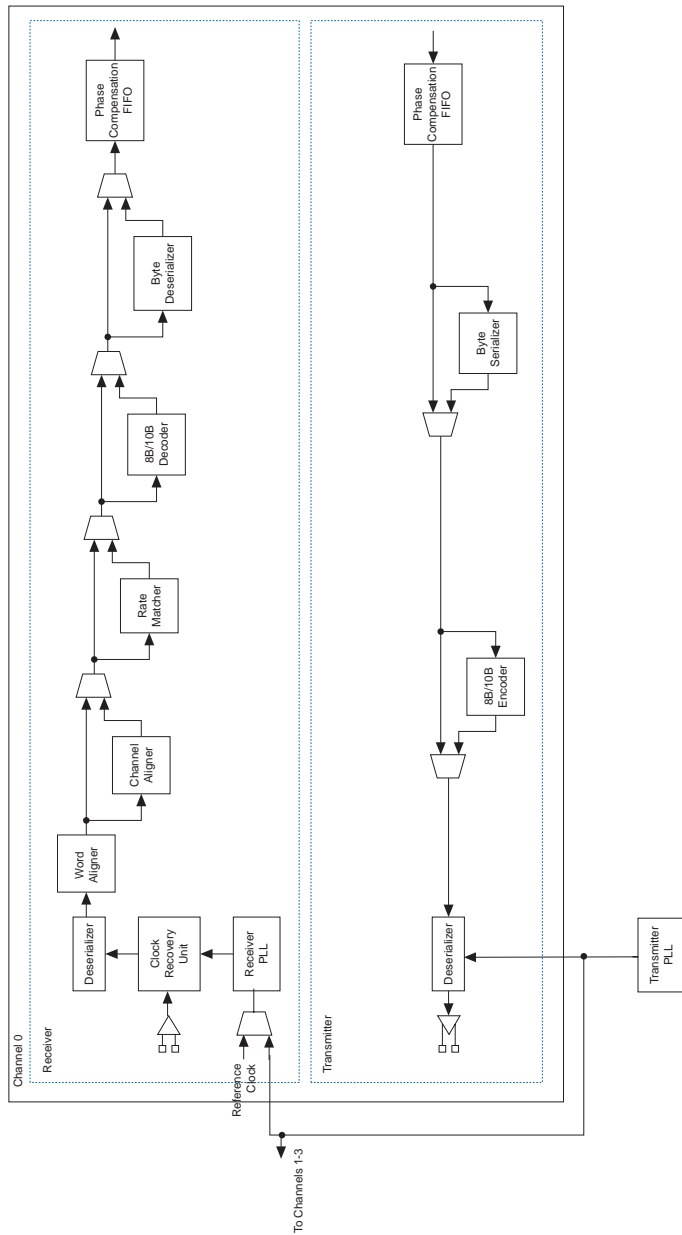 Channel 0
Receiver
Deserializer
Word
Aligner
Channel
Aligner
Rate
Matcher
8B/10B
Decoder
Byte
Deserializer
Phase
Compensation
FIFO
Clock
Recovery
Unit
Receiver
PLL
Reference
Clock
Transmitter
Deserializer
8B/10B
Encoder
Byte
Serializer
Phase
Compensation
FIFO
To Channels 1-3
Transmitter
PLL